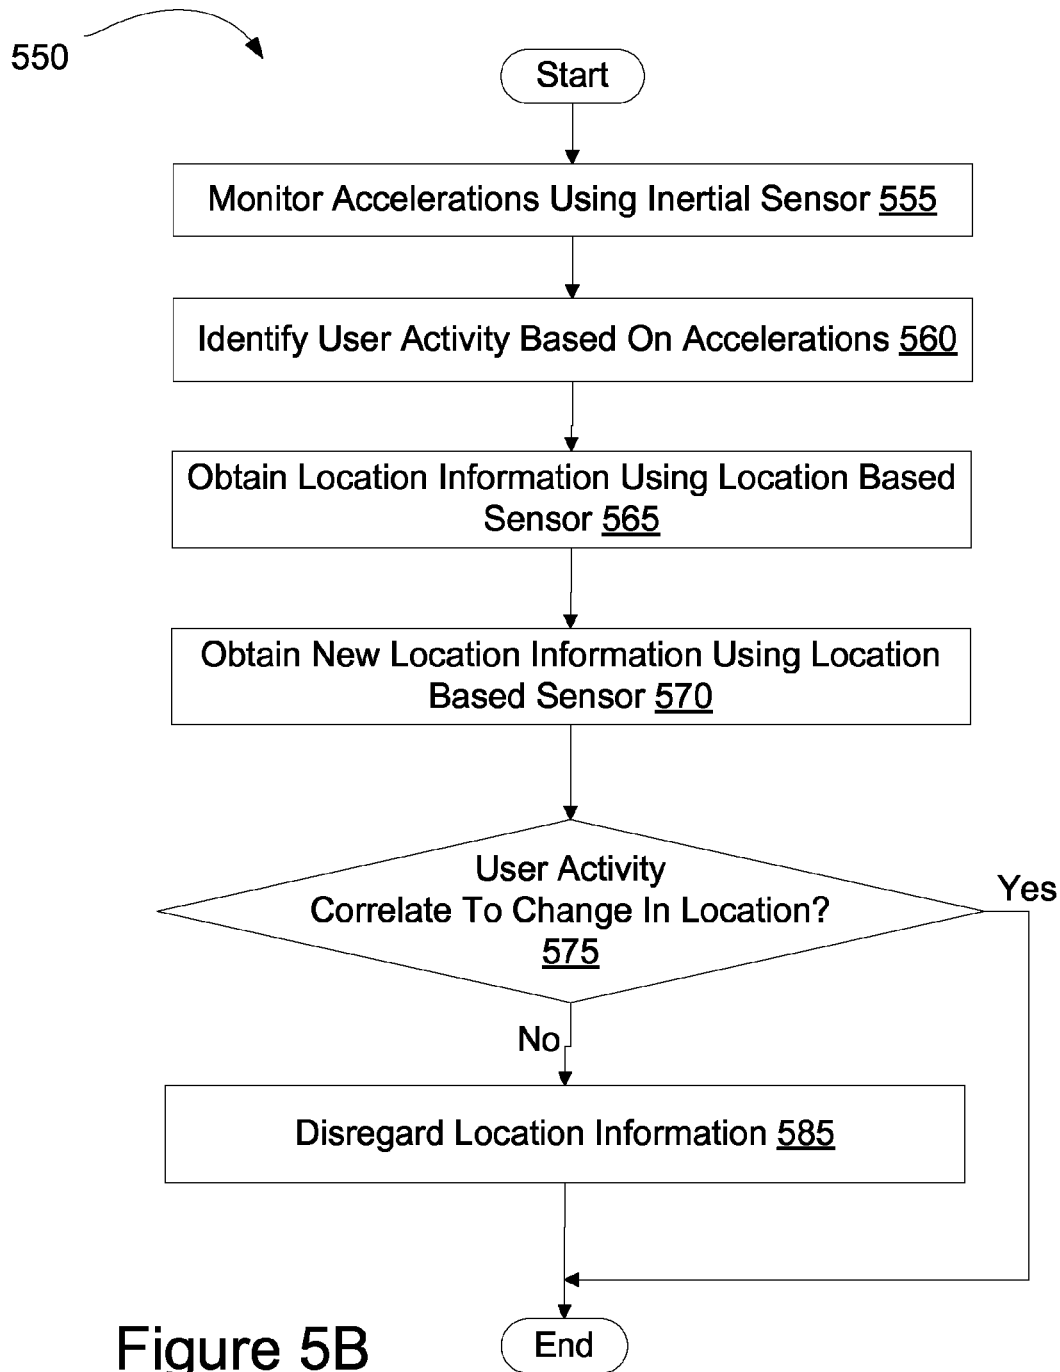 550
Start
Monitor Accelerations Using Inertial Sensor 555
Identify User Activity Based On Accelerations 560
Obtain Location Information Using Location Based
Sensor 565
Obtain New Location Information Using Location
Based Sensor 570
User Activity
Correlate To Change In Location?
575
Yes
No
Disregard Location Information 585
End
Figure 5B